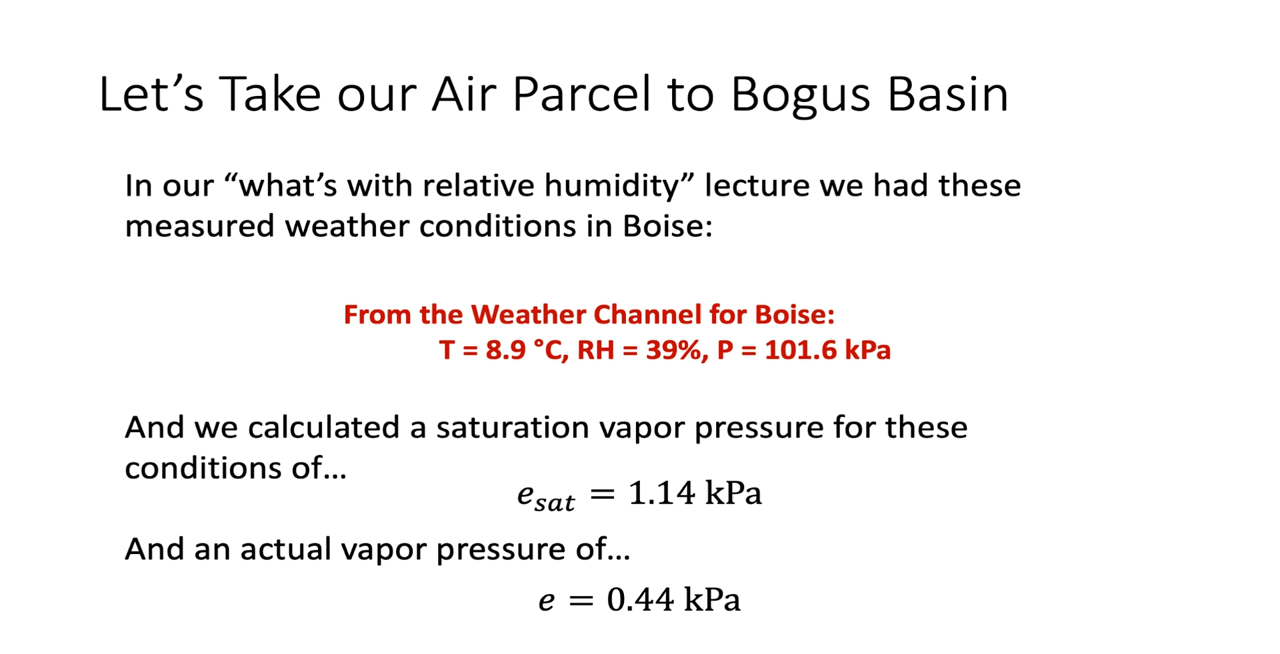 Let’s Take our Air Parcel to Bogus Basin
In our “what’s with relative humidity” lecture we had these
measured weather conditions in Boise:
From the Weather Channel for Boise:
T = 8.9 °C, RH = 39%, P = 101.6 kPa
And we calculated a saturation vapor pressure for these
conditions of…
e_sat = 1.14 kPa
And an actual vapor pressure of…
e = 0.44 kPa